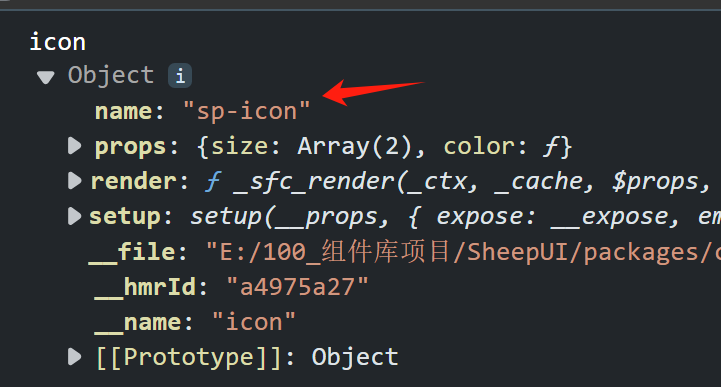 icon
Object i
name: "sp-icon"
props: {size: Array(2), color: ƒ}
render: ƒ _sfc_render(_ctx, _cache, $props,
setup: setup(__props, { expose: __expose, em
__file: "E:/100_组件库项目/SheepUI/packages/c
__hmrId: "a4975a27"
__name: "icon"
[[Prototype]]: Object